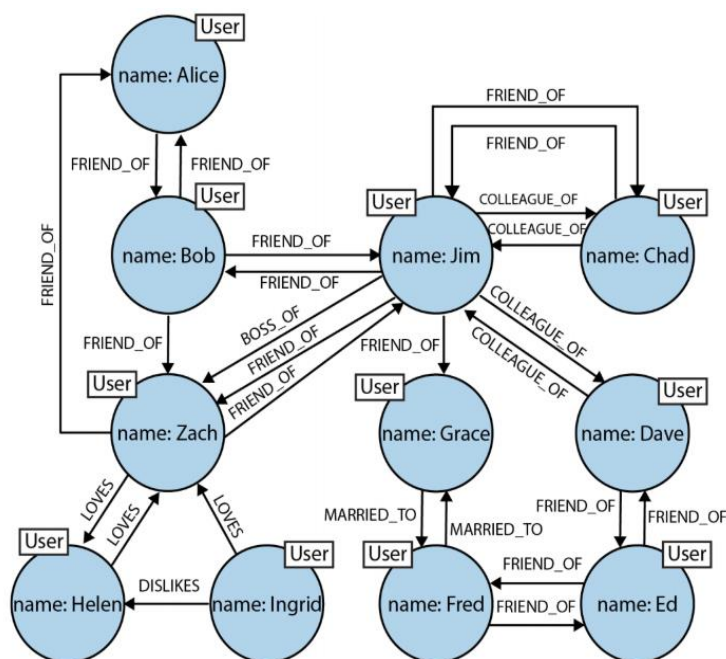 User
name: Alice
FRIEND_OF
FRIEND_OF
FRIEND_OF
FRIEND_OF
FRIEND_OF
User
name: Bob
FRIEND_OF
FRIEND_OF
User
name: Jim
COLLEAGUE_OF
COLLEAGUE_OF
User
name: Chad
FRIEND_OF
BOSS_OF
FRIEND_OF
FRIEND_OF
FRIEND_OF
COLLEAGUE_OF
COLLEAGUE_OF
User
name: Zach
User
name: Grace
User
name: Dave
LOVES
LOVES
LOVES
MARRIED_TO
MARRIED_TO
FRIEND_OF
FRIEND_OF
User
name: Helen
DISLIKES
User
name: Ingrid
User
name: Fred
FRIEND_OF
FRIEND_OF
User
name: Ed